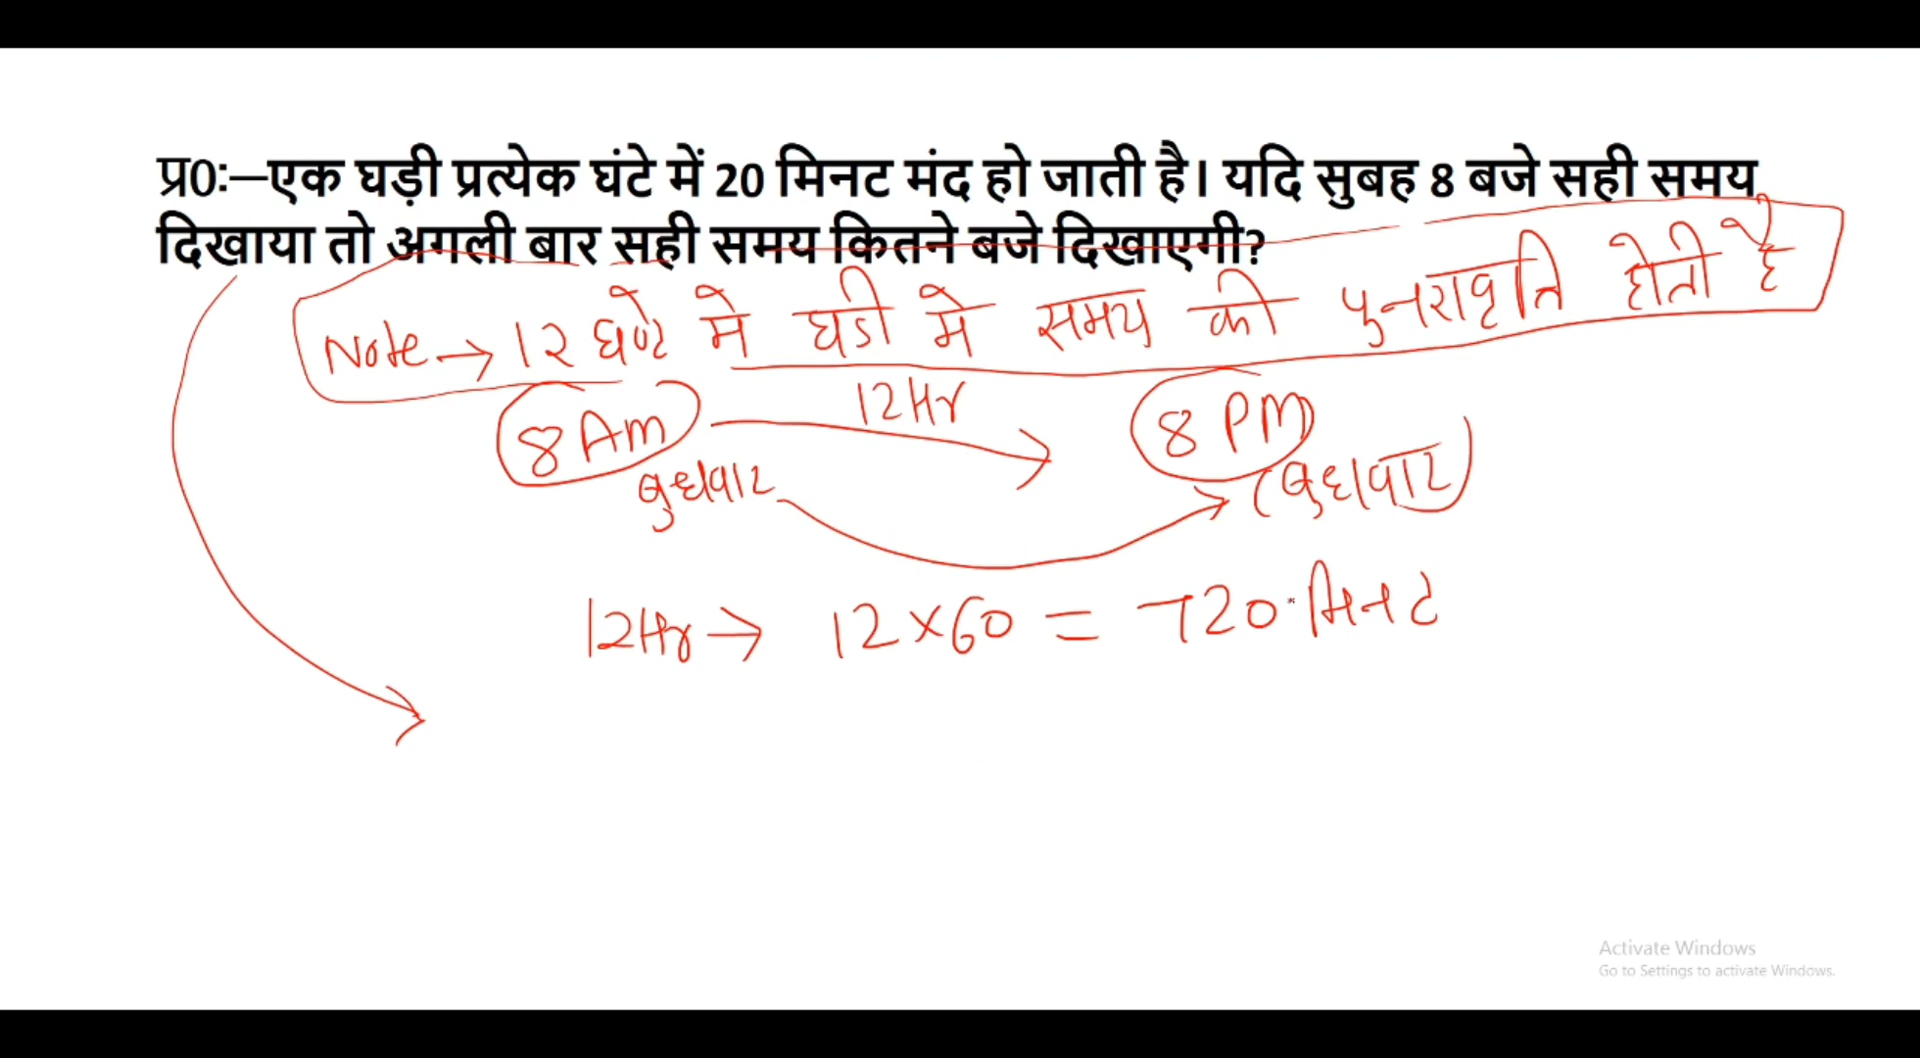 प्र0:–एक घड़ी प्रत्येक घंटे में 20 मिनट मंद हो जाती है। यदि सुबह 8 बजे सही समय
दिखाया तो अगली बार सही समय कितने बजे दिखाएगी?
Note → 12 घण्टे मे घडी मे समय की पुनरावृति होती है
8 Am 12Hr 8 PM
बुधवार (बुधवार)
12Hr → 12×60 = 720 मिनट
Activate Windows
Go to Settings to activate Windows.